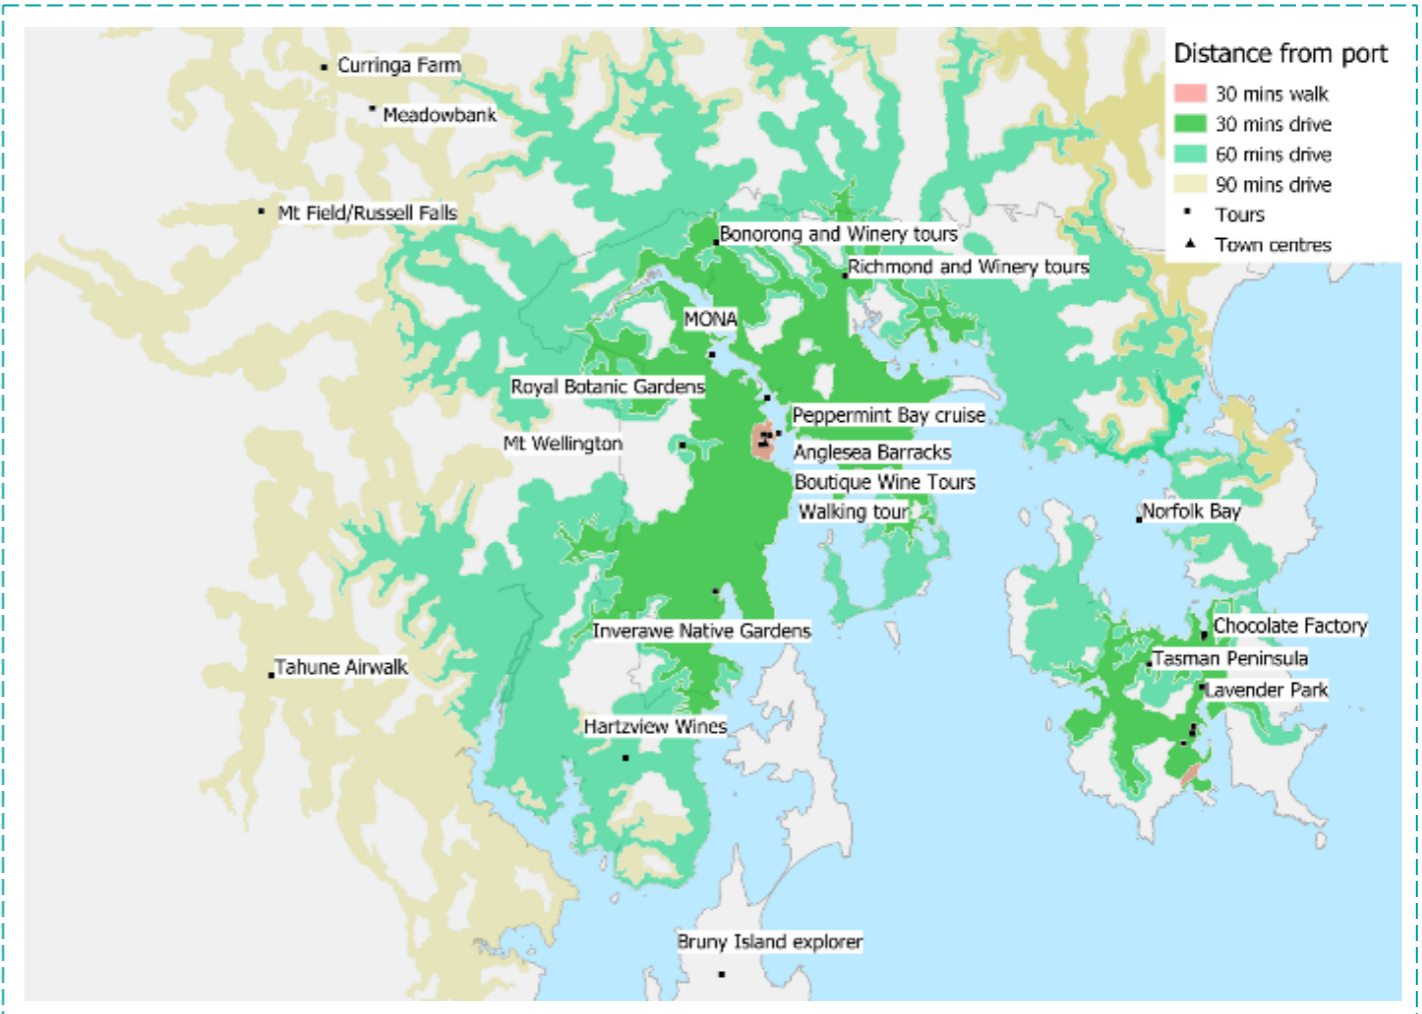 Distance from port
30 mins walk
30 mins drive
60 mins drive
90 mins drive
Tours
Town centres
Curringa Farm
Meadowbank
Mt Field/Russell Falls
Bonorong and Winery tours
Richmond and Winery tours
MONA
Royal Botanic Gardens
Peppermint Bay cruise
Mt Wellington
Anglesea Barracks
Boutique Wine Tours
Walking tour
Norfolk Bay
Inverawe Native Gardens
Chocolate Factory
Tasman Peninsula
Tahune Airwalk
Lavender Park
Hartzview Wines
Bruny Island explorer